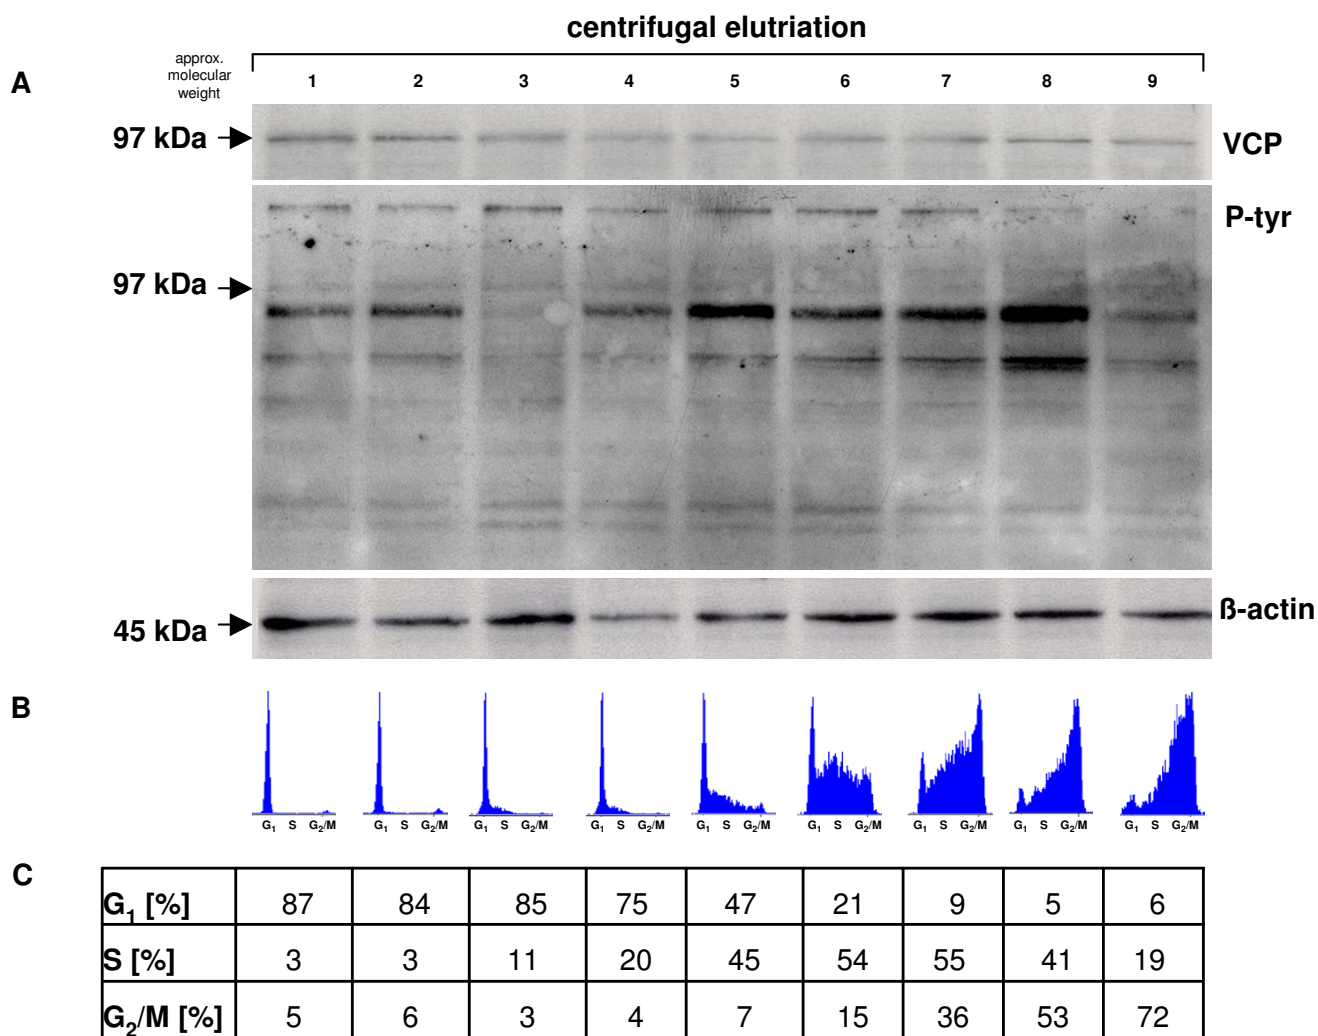 centrifugal elutriation
A
approx.
molecular
weight
1 2 3 4 5 6 7 8 9
97 kDa
VCP
P-tyr
97 kDa
45 kDa
ß-actin
B
G₁ S G₂/M G₁ S G₂/M G₁ S G₂/M G₁ S G₂/M G₁ S G₂/M G₁ S G₂/M G₁ S G₂/M G₁ S G₂/M G₁ S G₂/M
C
G₁ [%] 87 84 85 75 47 21 9 5 6
S [%] 3 3 11 20 45 54 55 41 19
G₂/M [%] 5 6 3 4 7 15 36 53 72